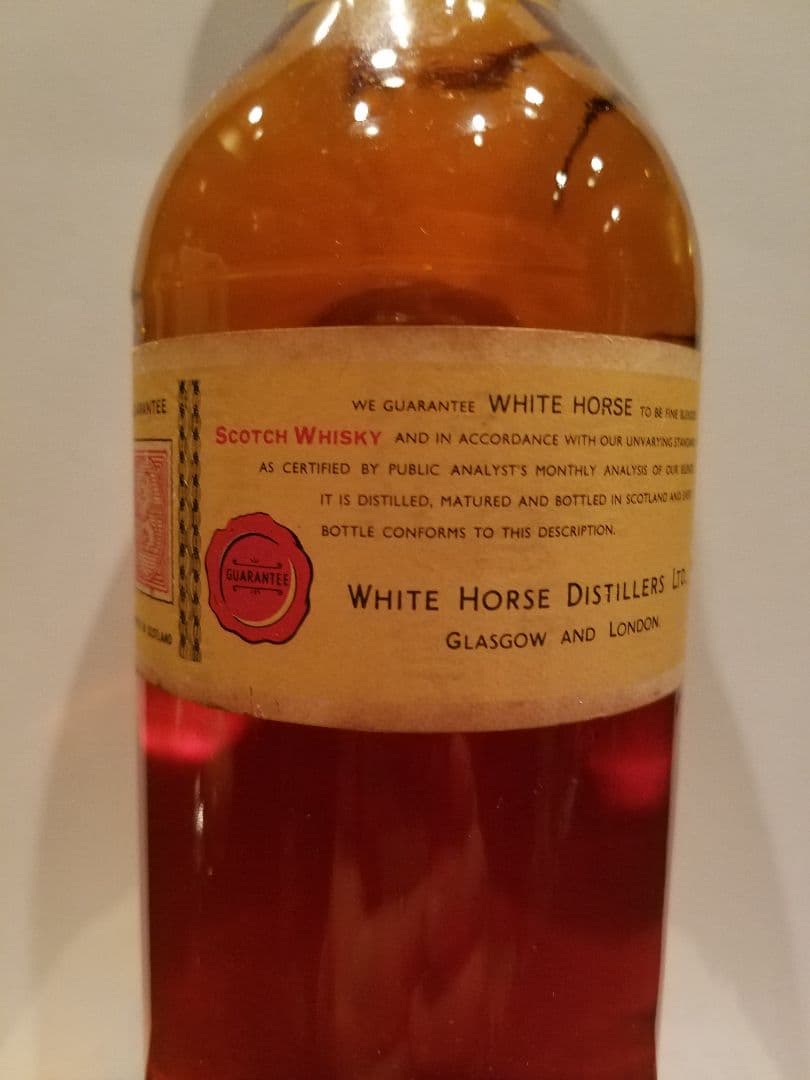 WE GUARANTEE WHITE HORSE TO BE FINE
SCOTCH WHISKY AND IN ACCORDANCE WITH OUR UNVARYING
AS CERTIFIED BY PUBLIC ANALYST'S MONTHLY ANALYSIS OF OUR
IT IS DISTILLED, MATURED AND BOTTLED IN SCOTLAND AND
BOTTLE CONFORMS TO THIS DESCRIPTION.
GUARANTEE
WHITE HORSE DISTILLERS LTD.
GLASGOW AND LONDON